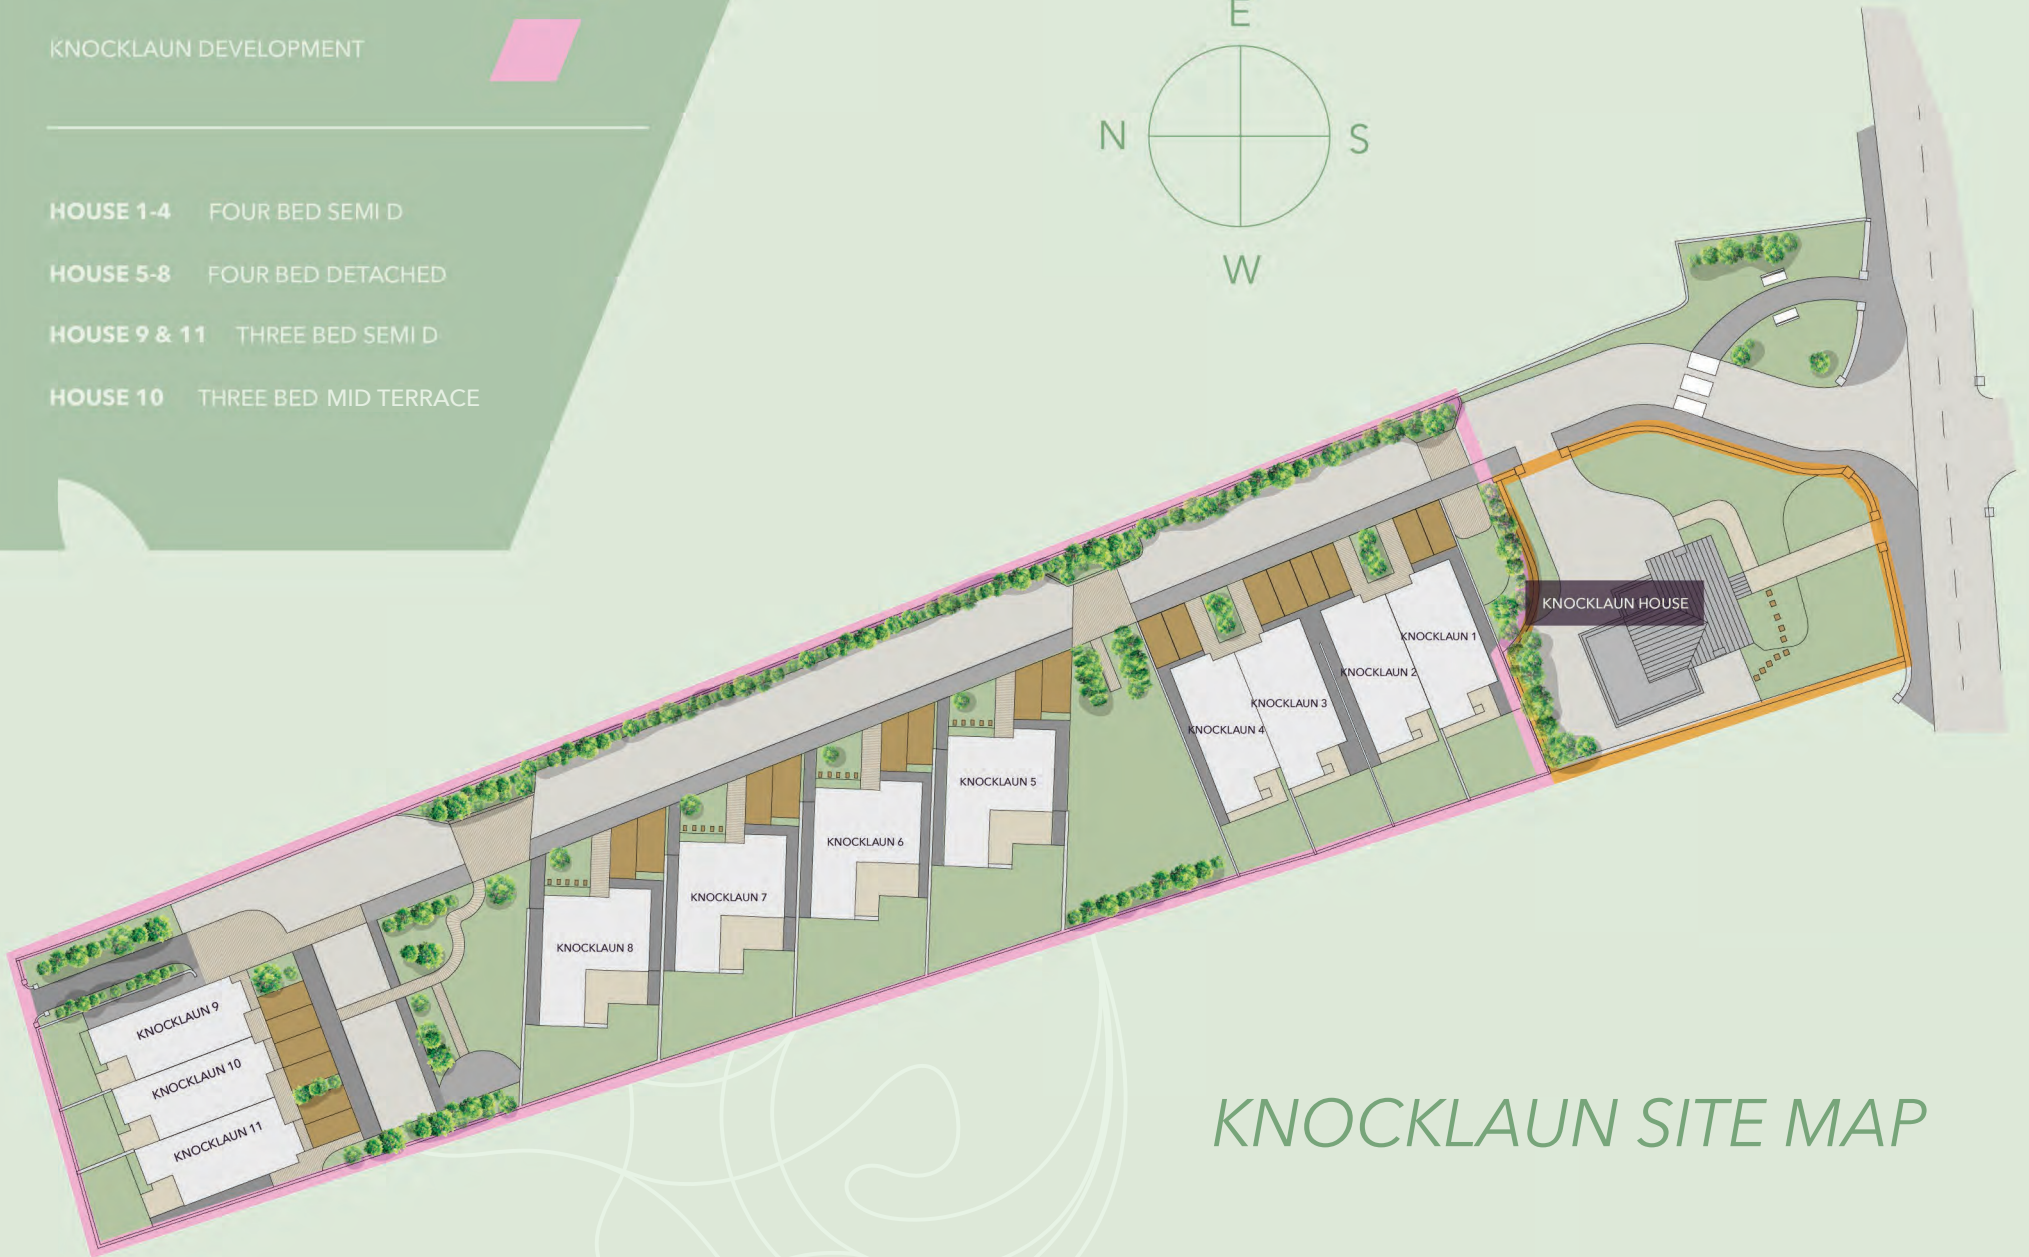 KNOCKLAUN DEVELOPMENT
HOUSE 1-4 FOUR BED SEMI D
HOUSE 5-8 FOUR BED DETACHED
HOUSE 9 & 11 THREE BED SEMI D
HOUSE 10 THREE BED MID TERRACE
E
N
S
W
KNOCKLAUN HOUSE
KNOCKLAUN 1
KNOCKLAUN 2
KNOCKLAUN 3
KNOCKLAUN 4
KNOCKLAUN 5
KNOCKLAUN 6
KNOCKLAUN 7
KNOCKLAUN 8
KNOCKLAUN 9
KNOCKLAUN 10
KNOCKLAUN 11
KNOCKLAUN SITE MAP